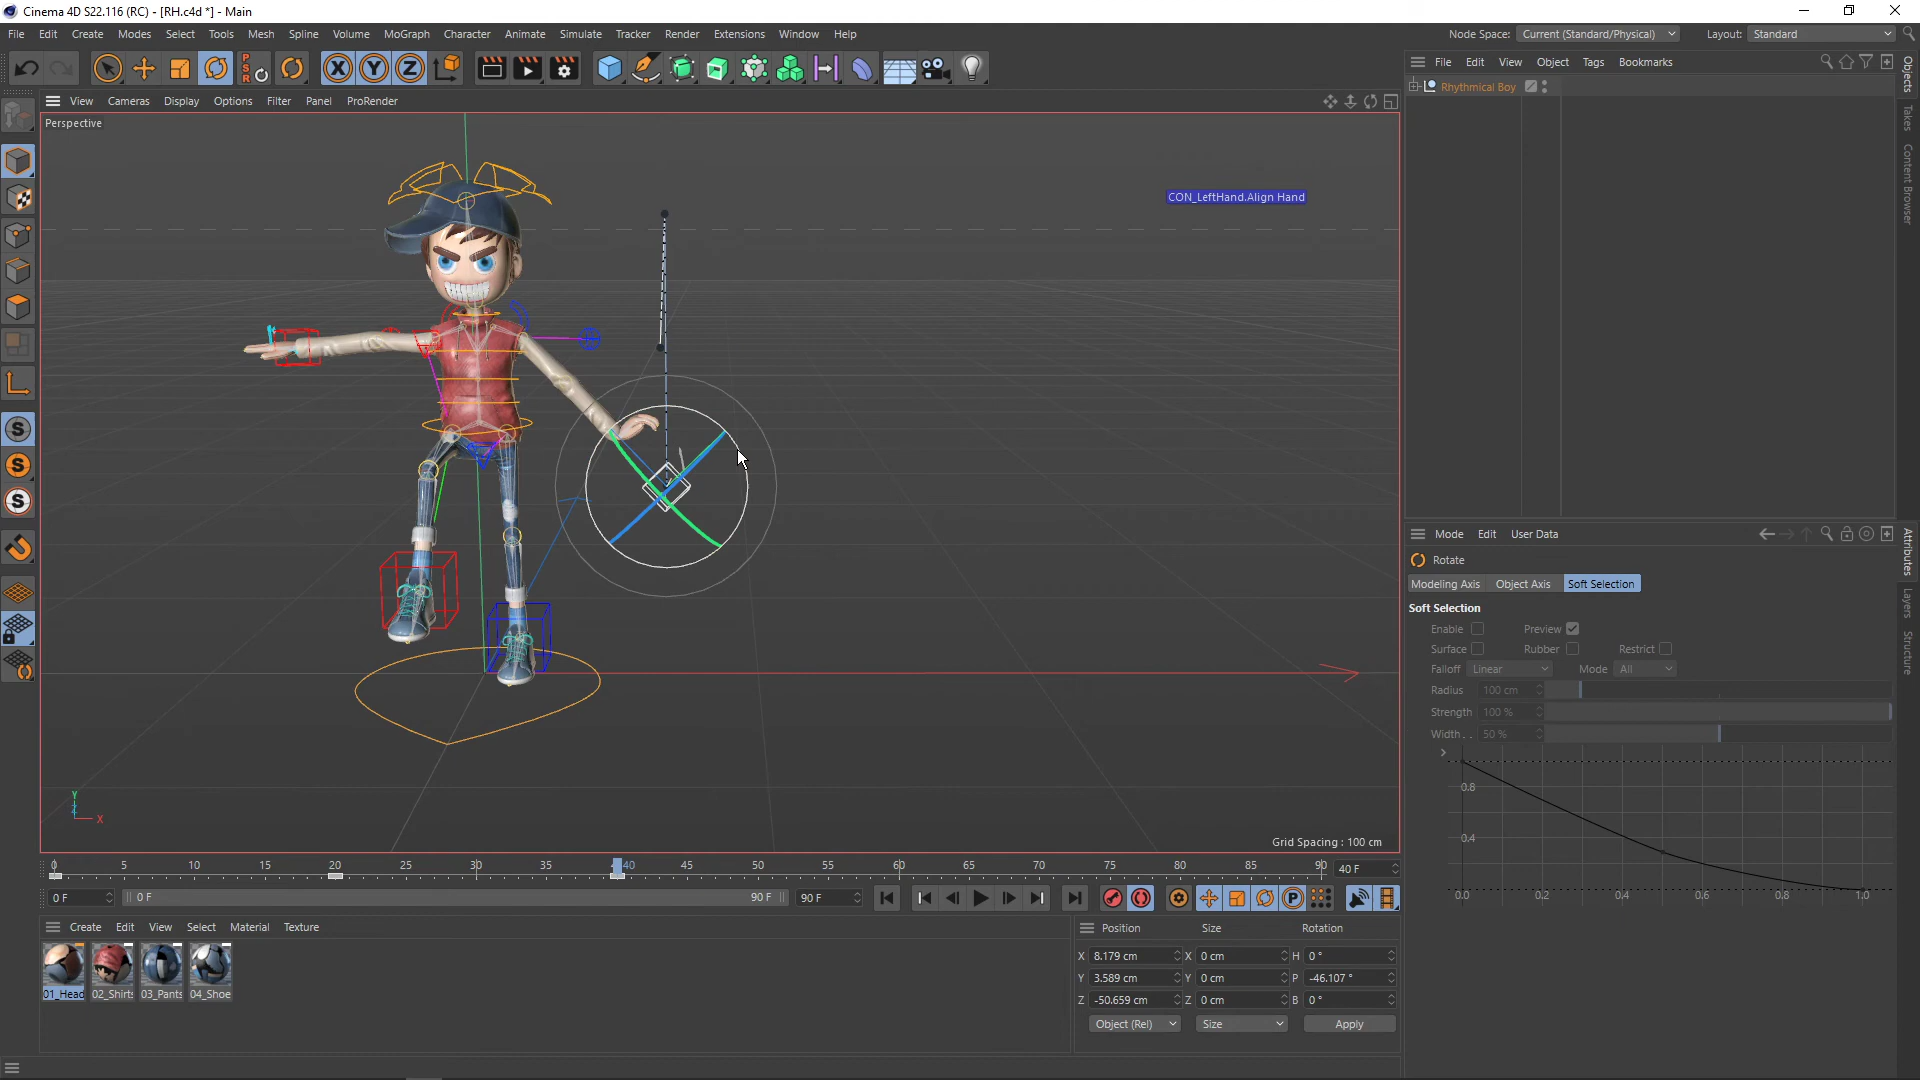 Cinema 4D S22.116 (RC) - [RH.c4d *] - Main
File Edit Create Modes Select Tools Mesh Spline Volume MoGraph Character Animate Simulate Tracker Render Extensions Window Help
Node Space: Current (Standard/Physical) Layout: Standard
P
S
R
X Y Z
File Edit View Object Tags Bookmarks
Rhythmical Boy
Objects
Takes
Content Browser
View Cameras Display Options Filter Panel ProRender
Perspective
CON_LeftHand.Align Hand
S
S
S
Y
Z
X
Grid Spacing : 100 cm
Mode Edit User Data
Rotate
Modeling Axis Object Axis Soft Selection
Soft Selection
Enable Preview
Surface Rubber Restrict
Falloff Linear Mode All
Radius 100 cm
Strength 100 %
Width . . 50 %
0.8
0.4
0.0 0.2 0.4 0.6 0.8 1.0
Attributes
Layers
Structure
0 5 10 15 20 25 30 35 40 45 50 55 60 65 70 75 80 85 90 40 F
0 F 0 F 90 F 90 F P
Create Edit View Select Material Texture
01_Head 02_Shirts 03_Pants 04_Shoe
Position Size Rotation
X 8.179 cm X 0 cm H 0 °
Y 3.589 cm Y 0 cm P -46.107 °
Z -50.659 cm Z 0 cm B 0 °
Object (Rel) Size Apply